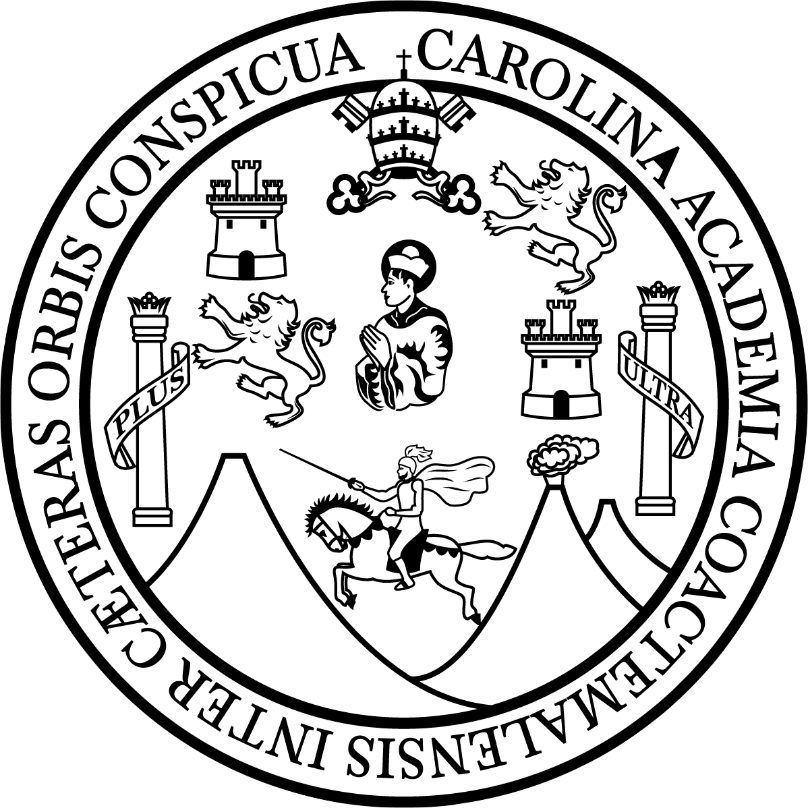 CAROLINA ACADEMIA COACTEMALENSIS INTER CÆTERAS ORBIS CONSPICUA
PLUS
ULTRA